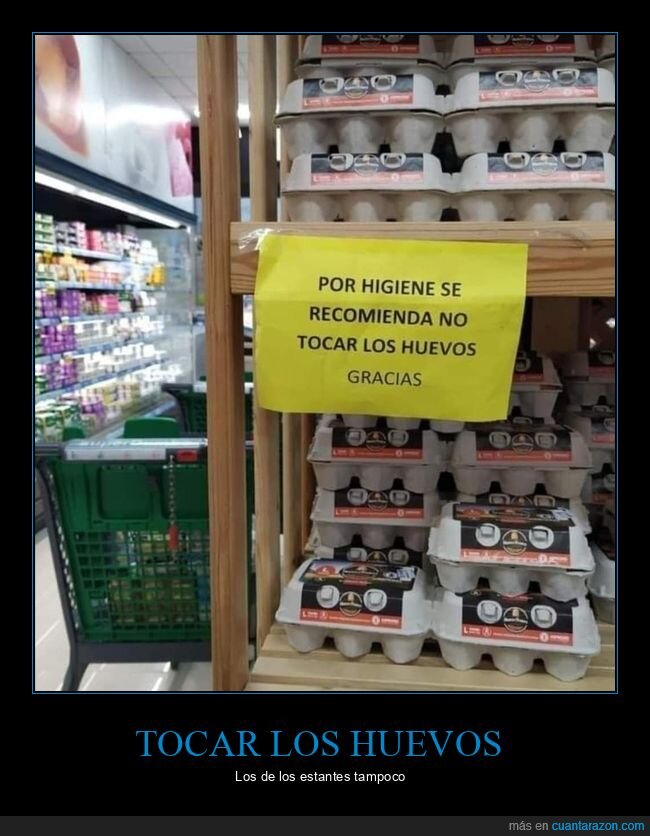 POR HIGIENE SE
RECOMIENDA NO
TOCAR LOS HUEVOS
GRACIAS
TOCAR LOS HUEVOS
Los de los estantes tampoco
más en cuantarazon.com